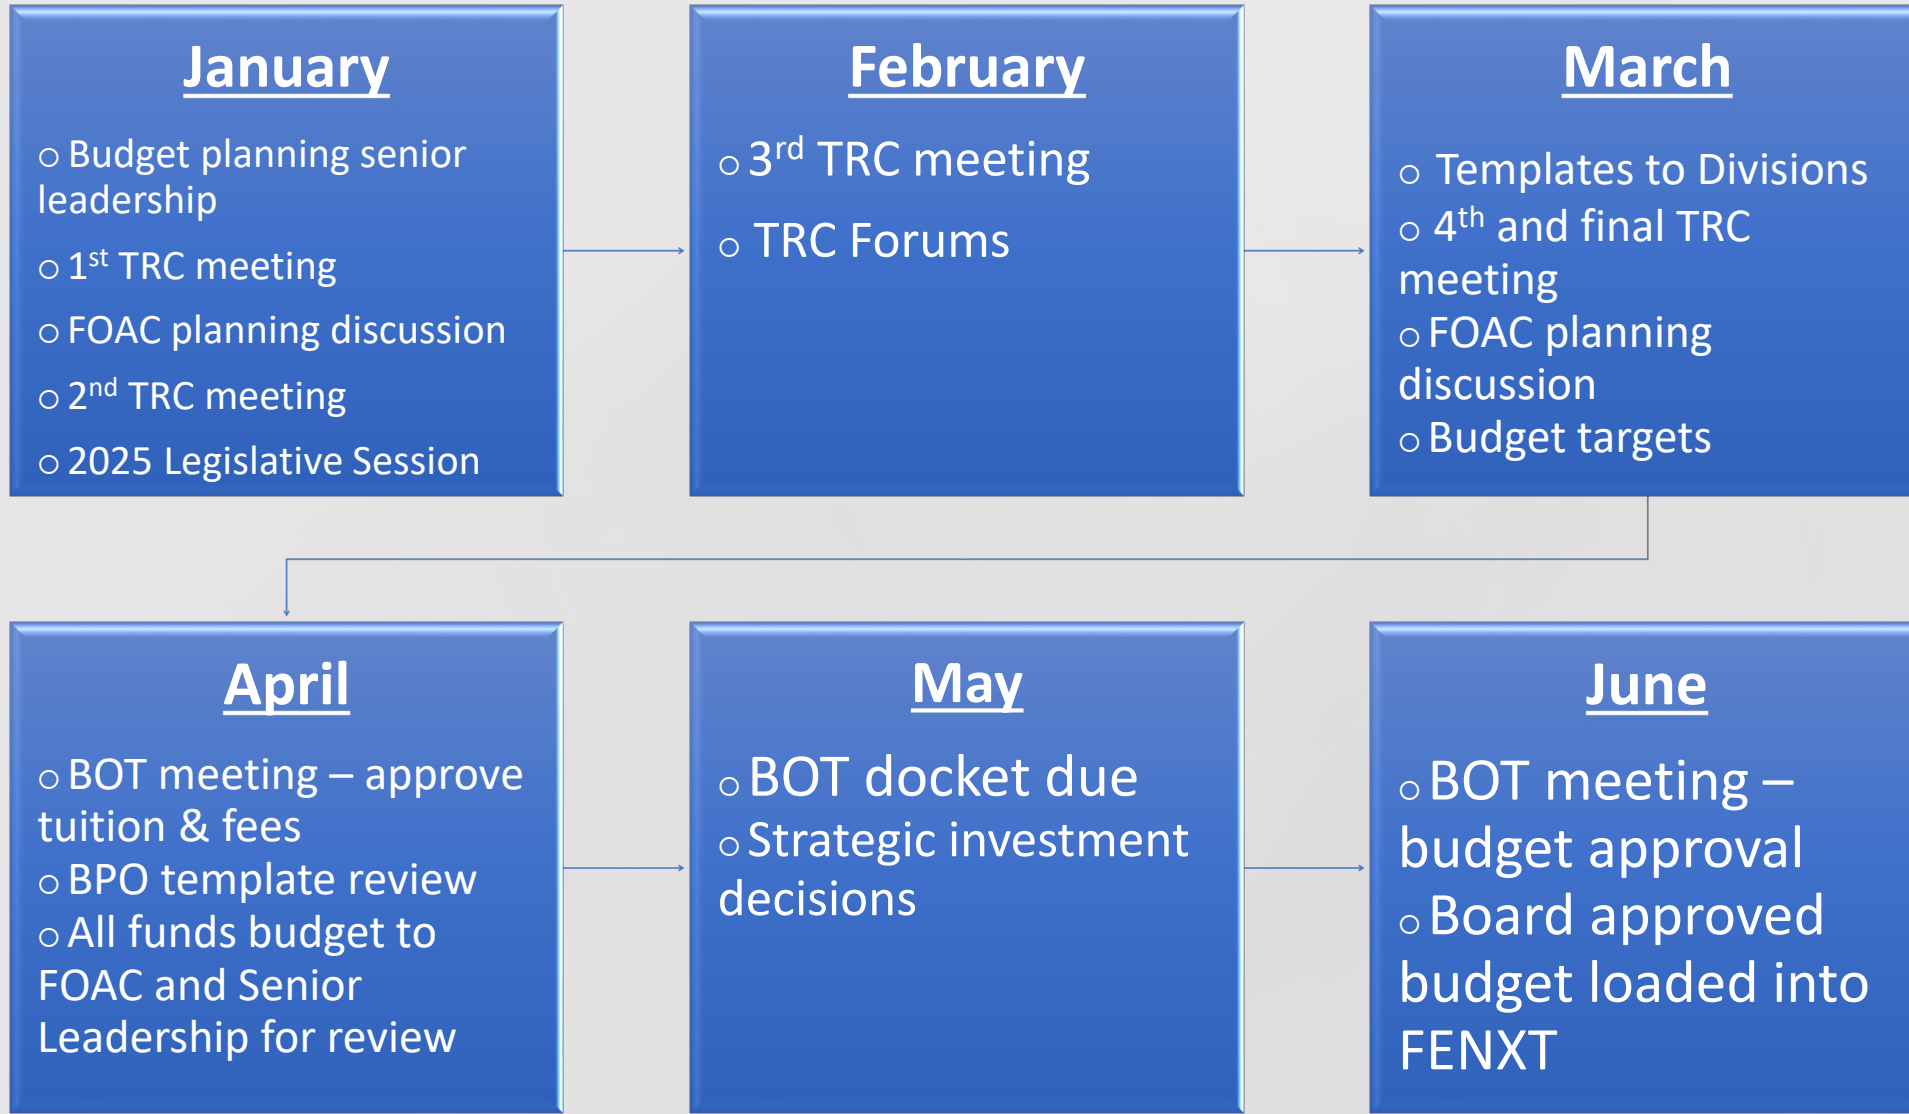 January
○ Budget planning senior
leadership
○ 1st TRC meeting
○ FOAC planning discussion
○ 2nd TRC meeting
○ 2025 Legislative Session
February
○ 3rd TRC meeting
○ TRC Forums
March
○ Templates to Divisions
○ 4th and final TRC
meeting
○ FOAC planning
discussion
○ Budget targets
April
○ BOT meeting – approve
tuition & fees
○ BPO template review
○ All funds budget to
FOAC and Senior
Leadership for review
May
○ BOT docket due
○ Strategic investment
decisions
June
○ BOT meeting –
budget approval
○ Board approved
budget loaded into
FENXT